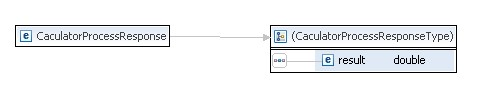 e CaculatorProcessResponse
(CaculatorProcessResponseType)
e result double